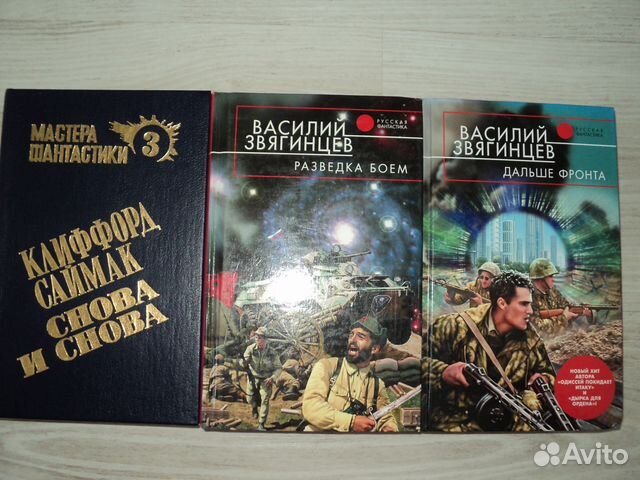 МАСТЕРА
ФАНТАСТИКИ
3
КЛИФФОРД
САЙМАК
СНОВА
И СНОВА
ВАСИЛИЙ
ЗВЯГИНЦЕВ
РУССКАЯ
ФАНТАСТИКА
РАЗВЕДКА БОЕМ
ВАСИЛИЙ
ЗВЯГИНЦЕВ
РУССКАЯ
ФАНТАСТИКА
ДАЛЬШЕ ФРОНТА
НОВЫЙ ХИТ
АВТОРА
«ОДИССЕЙ ПОКИДАЕТ
ИТАКУ»
И
«ДЫРКА ДЛЯ
ОРДЕНА»!
Avito